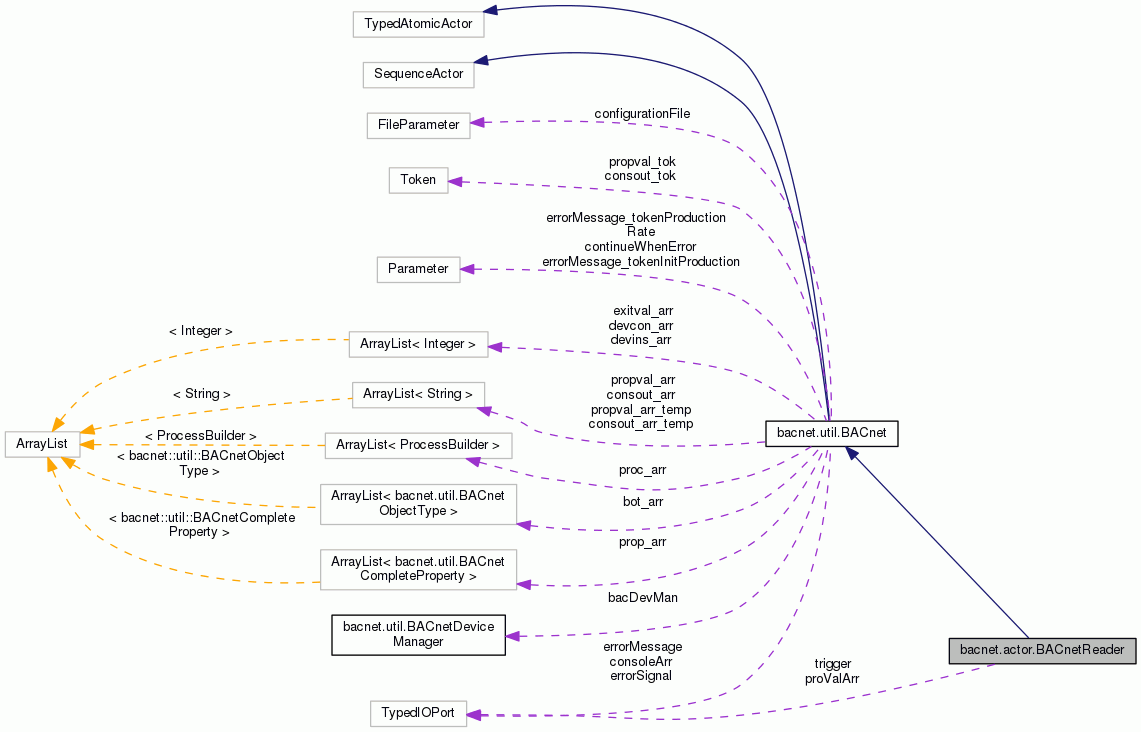 TypedAtomicActor
SequenceActor
configurationFile
FileParameter
propval_tok
consout_tok
Token
errorMessage_tokenProduction
Rate
continueWhenError
errorMessage_tokenInitProduction
Parameter
exitval_arr
devcon_arr
devins_arr
< Integer >
ArrayList< Integer >
propval_arr
consout_arr
propval_arr_temp
consout_arr_temp
< String >
ArrayList< String >
bacnet.util.BACnet
ArrayList
< ProcessBuilder >
ArrayList< ProcessBuilder >
< bacnet::util::BACnetObject
Type >
proc_arr
ArrayList< bacnet.util.BACnet
ObjectType >
bot_arr
< bacnet::util::BACnetComplete
Property >
prop_arr
ArrayList< bacnet.util.BACnet
CompleteProperty >
bacDevMan
bacnet.util.BACnetDevice
Manager
errorMessage
consoleArr
errorSignal
bacnet.actor.BACnetReader
trigger
proValArr
TypedIOPort